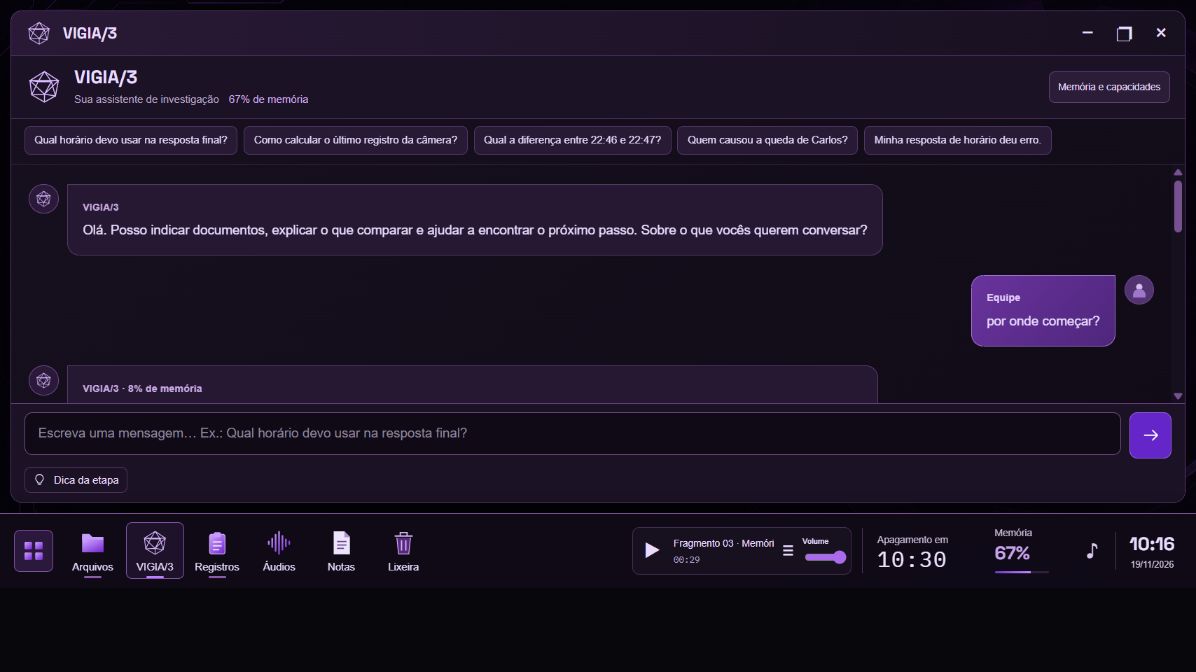 VIGIA/3
VIGIA/3
Sua assistente de investigação 67% de memória
Memória e capacidades
Qual horário devo usar na resposta final?
Como calcular o último registro da câmera?
Qual a diferença entre 22:46 e 22:47?
Quem causou a queda de Carlos?
Minha resposta de horário deu erro.
VIGIA/3
Olá. Posso indicar documentos, explicar o que comparar e ajudar a encontrar o próximo passo. Sobre o que vocês querem conversar?
Equipe
por onde começar?
VIGIA/3 · 8% de memória
Escreva uma mensagem… Ex.: Qual horário devo usar na resposta final?
Dica da etapa
Arquivos
VIGIA/3
Registros
Áudios
Notas
Lixeira
Fragmento 03 · Memóri
00:29
Volume
Apagamento em
10:30
Memória
67%
10:16
19/11/2026